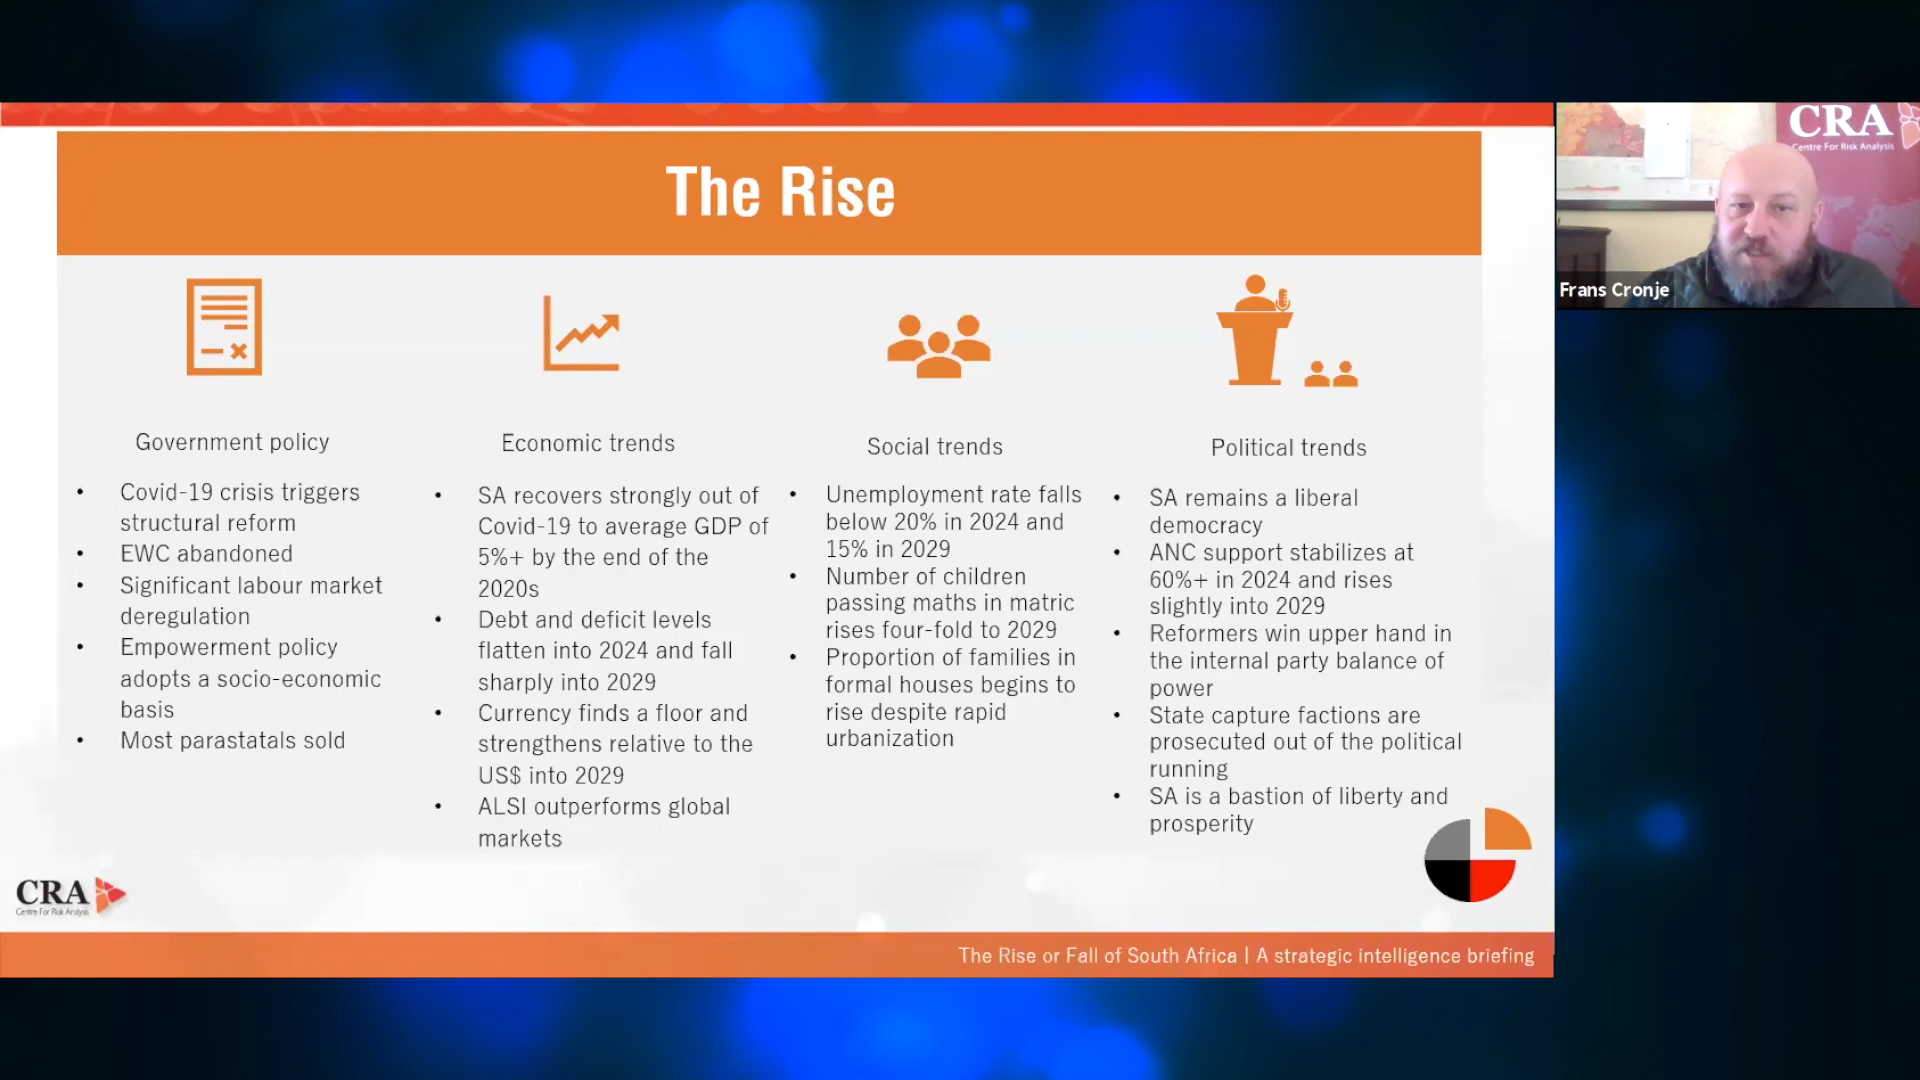 The Rise
Government policy
• Covid-19 crisis triggers
structural reform
• EWC abandoned
• Significant labour market
deregulation
• Empowerment policy
adopts a socio-economic
basis
• Most parastatals sold
Economic trends
• SA recovers strongly out of
Covid-19 to average GDP of
5%+ by the end of the
2020s
• Debt and deficit levels
flatten into 2024 and fall
sharply into 2029
• Currency finds a floor and
strengthens relative to the
US$ into 2029
• ALSI outperforms global
markets
Social trends
• Unemployment rate falls
below 20% in 2024 and
15% in 2029
• Number of children
passing maths in matric
rises four-fold to 2029
• Proportion of families in
formal houses begins to
rise despite rapid
urbanization
Political trends
• SA remains a liberal
democracy
• ANC support stabilizes at
60%+ in 2024 and rises
slightly into 2029
• Reformers win upper hand in
the internal party balance of
power
• State capture factions are
prosecuted out of the political
running
• SA is a bastion of liberty and
prosperity
CRA
Centre For Risk Analysis
The Rise or Fall of South Africa | A strategic intelligence briefing
CRA
Centre For Risk Analysis
Frans Cronje